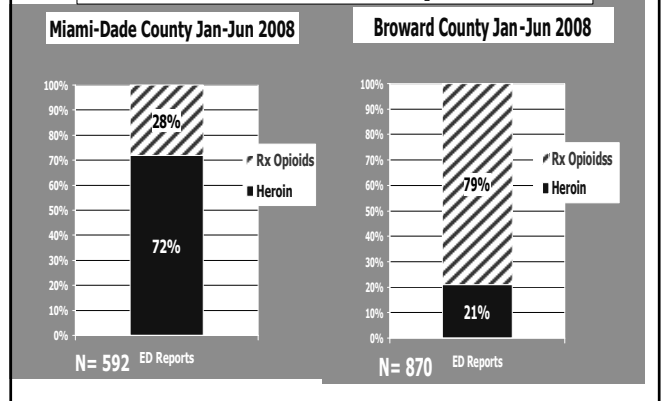 Miami-Dade County Jan-Jun 2008
100%
90%
80%
70%
60%
50%
40%
30%
20%
10%
0%
28%
72%
Rx Opioids
Heroin
N= 592
ED Reports
Broward County Jan-Jun 2008
100%
90%
80%
70%
60%
50%
40%
30%
20%
10%
0%
79%
21%
Rx Opioidss
Heroin
N= 870
ED Reports